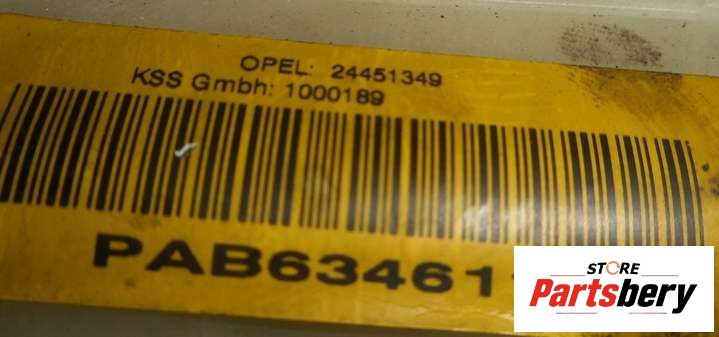 OPEL: 24451349
KSS Gmbh: 1000189
PAB63461
STORE
Partsbery